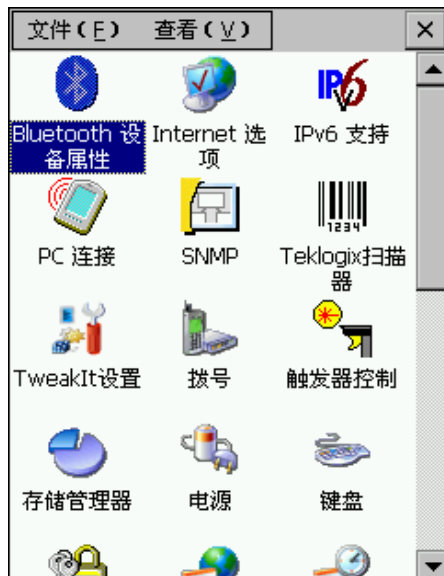 文件(F) 查看(V)
Bluetooth 设
备属性
Internet 选
项
IPv6
IPv6 支持
PC 连接
SNMP
1234
Teklogix扫描
器
TweakIt设置
拨号
触发器控制
存储管理器
电源
键盘